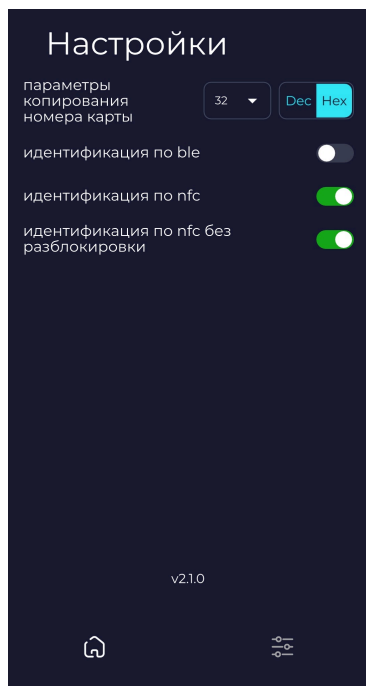 Настройки
параметры
копирования
номера карты
32
Dec Hex
идентификация по ble
идентификация по nfc
идентификация по nfc без
разблокировки
v2.1.0